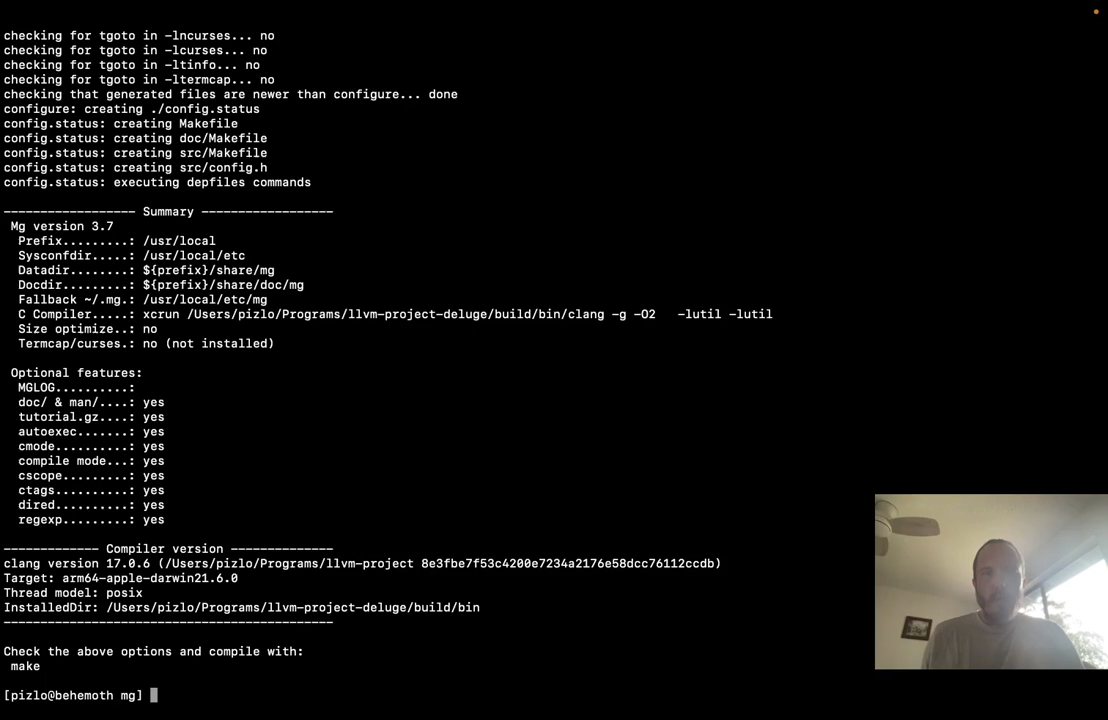 checking for tgoto in -lncurses... no
checking for tgoto in -lcurses... no
checking for tgoto in -ltinfo... no
checking for tgoto in -ltermcap... no
checking that generated files are newer than configure... done
configure: creating ./config.status
config.status: creating Makefile
config.status: creating doc/Makefile
config.status: creating src/Makefile
config.status: creating src/config.h
config.status: executing depfiles commands
------------------ Summary ------------------
Mg version 3.7
Prefix.........: /usr/local
Sysconfdir.....: /usr/local/etc
Datadir........: ${prefix}/share/mg
Docdir.........: ${prefix}/share/doc/mg
Fallback ~/.mg.: /usr/local/etc/mg
C Compiler.....: xcrun /Users/pizlo/Programs/llvm-project-deluge/build/bin/clang -g -O2   -lutil -lutil
Size optimize..: no
Termcap/curses.: no (not installed)
Optional features:
MGLOG..........:
doc/ & man/....: yes
tutorial.gz....: yes
autoexec.......: yes
cmode..........: yes
compile mode...: yes
cscope.........: yes
ctags..........: yes
dired..........: yes
regexp.........: yes
------------- Compiler version --------------
clang version 17.0.6 (/Users/pizlo/Programs/llvm-project 8e3fbe7f53c4200e7234a2176e58dcc76112ccdb)
Target: arm64-apple-darwin21.6.0
Thread model: posix
InstalledDir: /Users/pizlo/Programs/llvm-project-deluge/build/bin
---------------------------------------------
Check the above options and compile with:
make
[pizlo@behemoth mg]